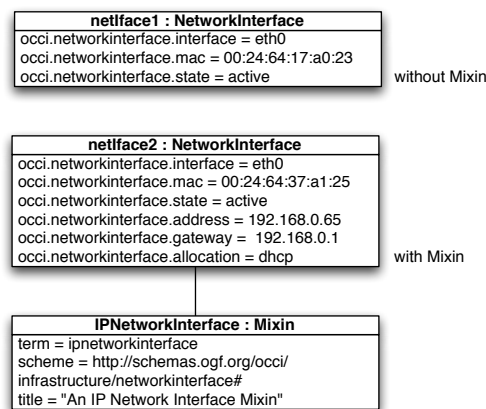 netIface1 : NetworkInterface
occi.networkinterface.interface = eth0
occi.networkinterface.mac = 00:24:64:17:a0:23
occi.networkinterface.state = active
without Mixin
netIface2 : NetworkInterface
occi.networkinterface.interface = eth0
occi.networkinterface.mac = 00:24:64:37:a1:25
occi.networkinterface.state = active
occi.networkinterface.address = 192.168.0.65
occi.networkinterface.gateway = 192.168.0.1
occi.networkinterface.allocation = dhcp
with Mixin
IPNetworkInterface : Mixin
term = ipnetworkinterface
scheme = http://schemas.ogf.org/occi/
infrastructure/networkinterface#
title = "An IP Network Interface Mixin"